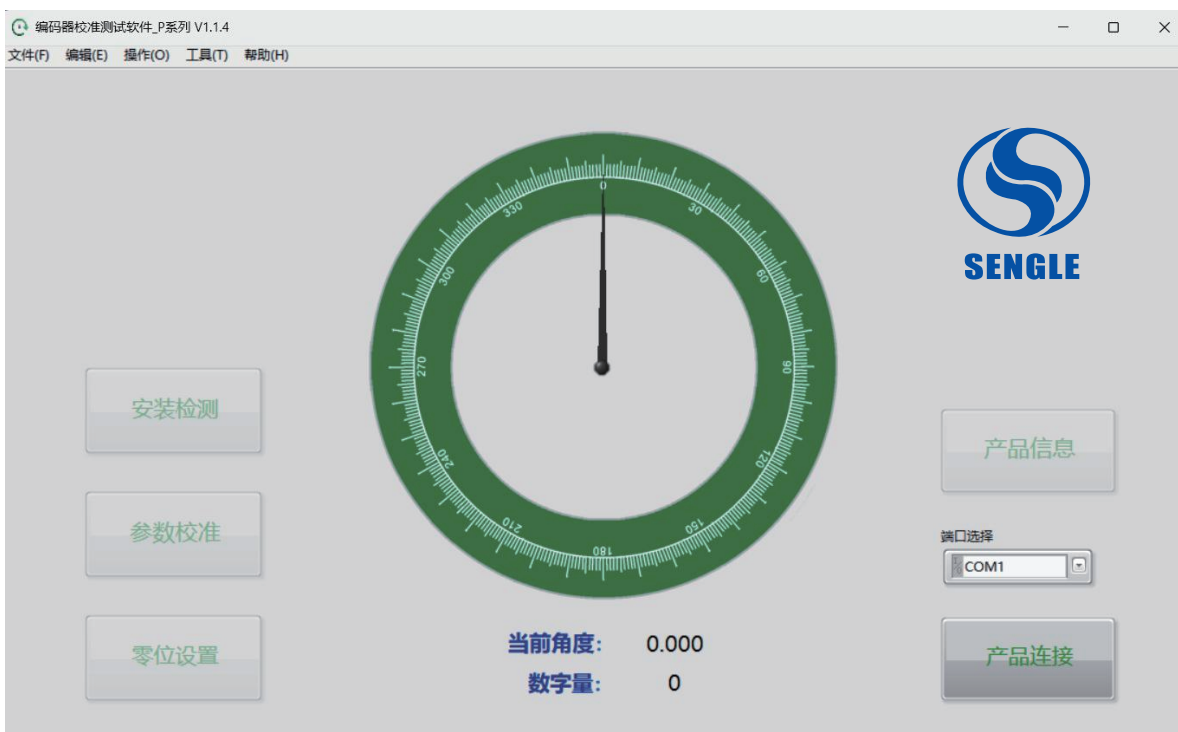 编码器校准测试软件_P系列 V1.1.4
文件(F) 编辑(E) 操作(O) 工具(T) 帮助(H)
0
30
60
90
120
150
180
210
240
270
300
330
SENGLE
安装检测
参数校准
零位设置
当前角度： 0.000
数字量： 0
产品信息
端口选择
COM1
产品连接